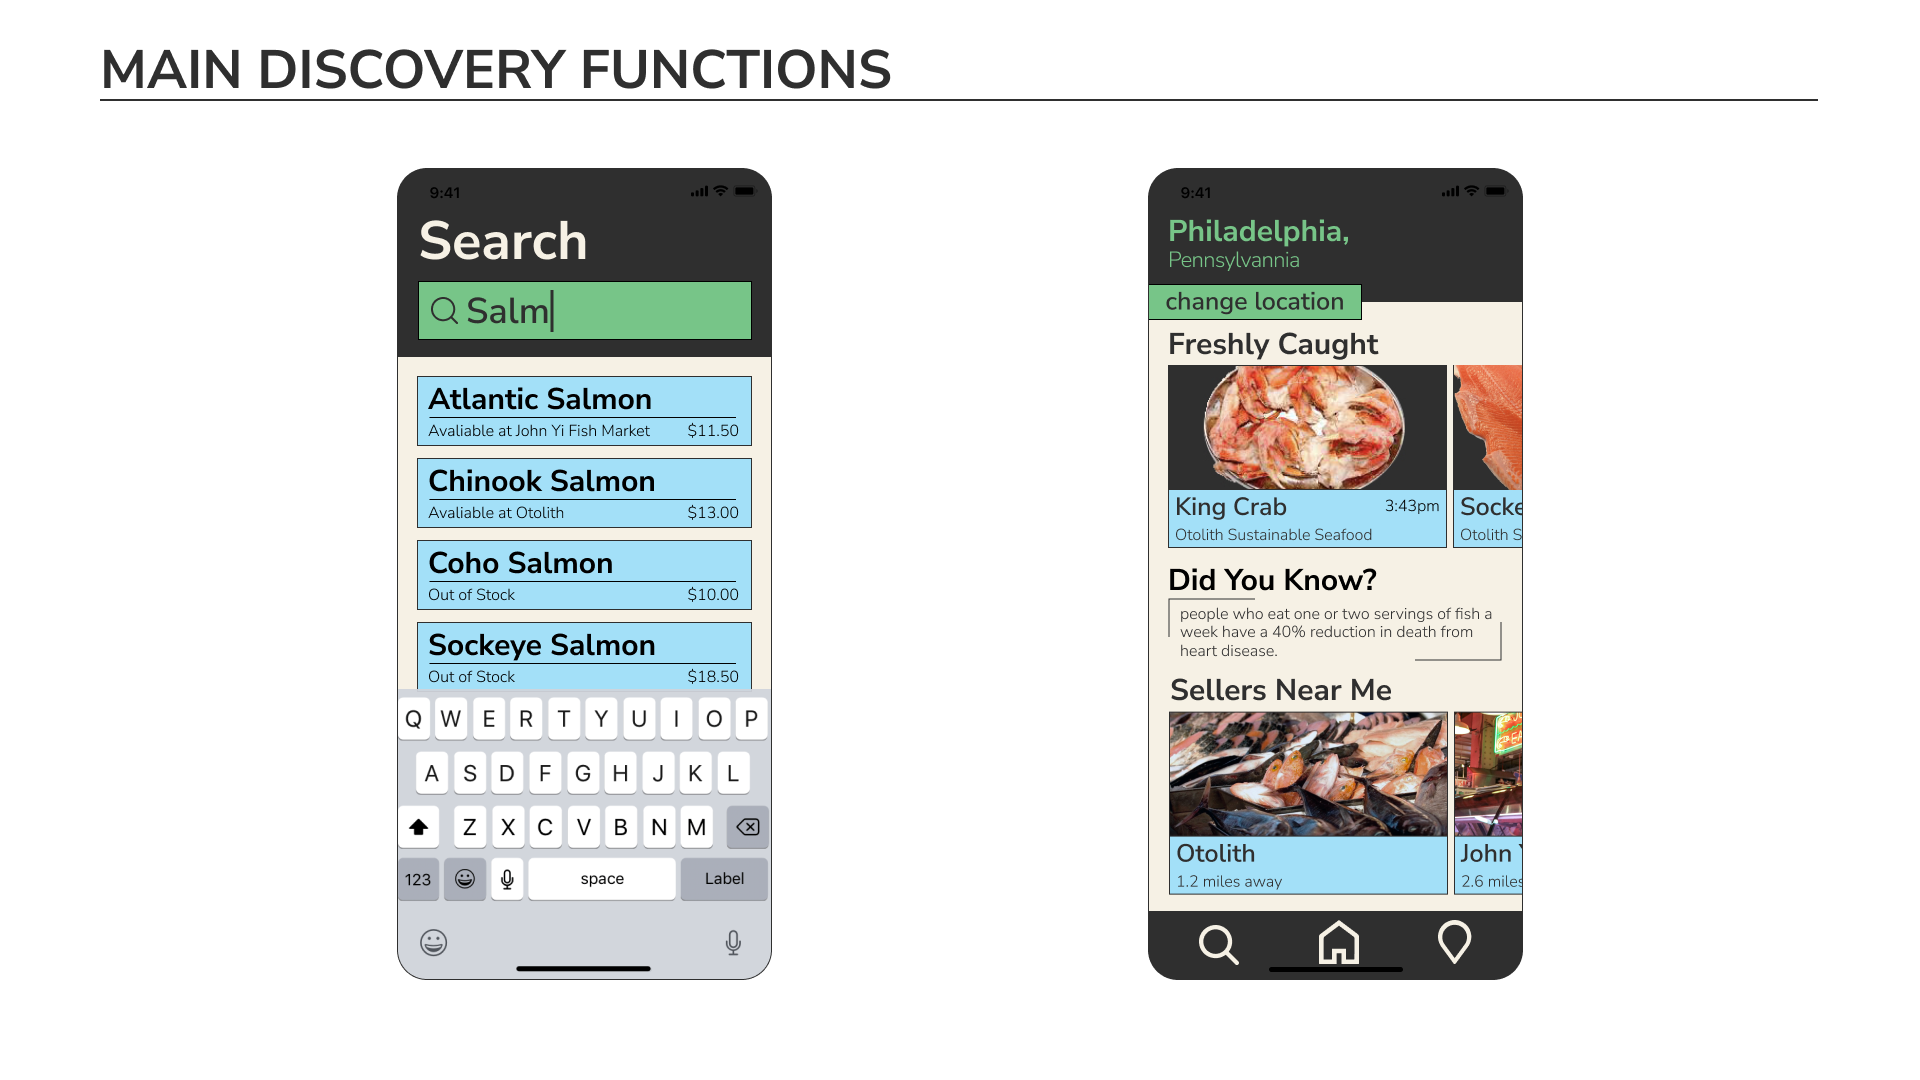 MAIN DISCOVERY FUNCTIONS
9:41
Search
Salm
Atlantic Salmon
Avaliable at John Yi Fish Market $11.50
Chinook Salmon
Avaliable at Otolith $13.00
Coho Salmon
Out of Stock $10.00
Sockeye Salmon
Out of Stock $18.50
Q W E R T Y U I O P
A S D F G H J K L
Z X C V B N M
123 space Label
9:41
Philadelphia,
Pennsylvannia
change location
Freshly Caught
King Crab 3:43pm
Otolith Sustainable Seafood
Socke
Otolith S
Did You Know?
people who eat one or two servings of fish a
week have a 40% reduction in death from
heart disease.
Sellers Near Me
Otolith
1.2 miles away
John
2.6 miles